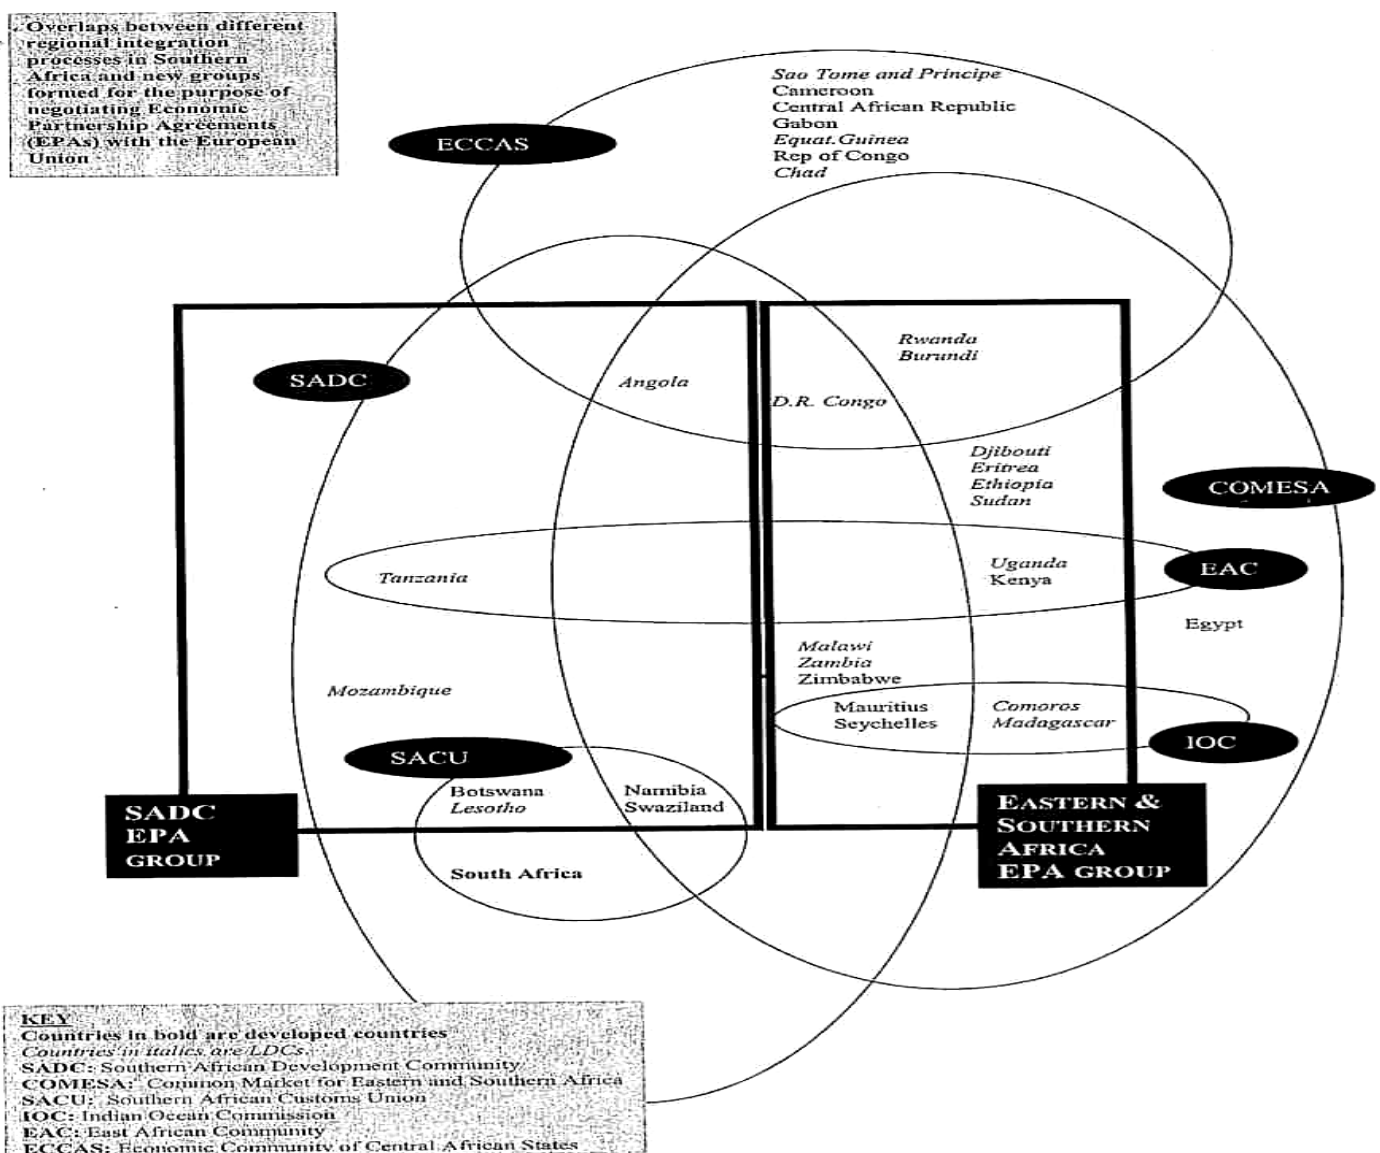 Overlaps between different
regional integration
processes in Southern
Africa and new groups
formed for the purpose of
negotiating Economic
Partnership Agreements
(EPAs) with the European
Union
Sao Tome and Principe
Cameroon
Central African Republic
Gabon
Equat.Guinea
Rep of Congo
Chad
ECCAS
SADC
Rwanda
Burundi
Angola
D.R. Congo
Djibouti
Eritrea
Ethiopia
Sudan
COMESA
Tanzania
Uganda
Kenya
EAC
Egypt
Malawi
Zambia
Zimbabwe
Mozambique
Mauritius
Seychelles
Comoros
Madagascar
IOC
SACU
Botswana
Lesotho
Namibia
Swaziland
SADC
EPA
GROUP
EASTERN &
SOUTHERN
AFRICA
EPA GROUP
South Africa
KEY
Countries in bold are developed countries
Countries in italics are LDCs.
SADC: Southern African Development Community
COMESA: Common Market for Eastern and Southern Africa
SACU: Southern African Customs Union
IOC: Indian Ocean Commission
EAC: East African Community
ECCAS: Economic Community of Central African States